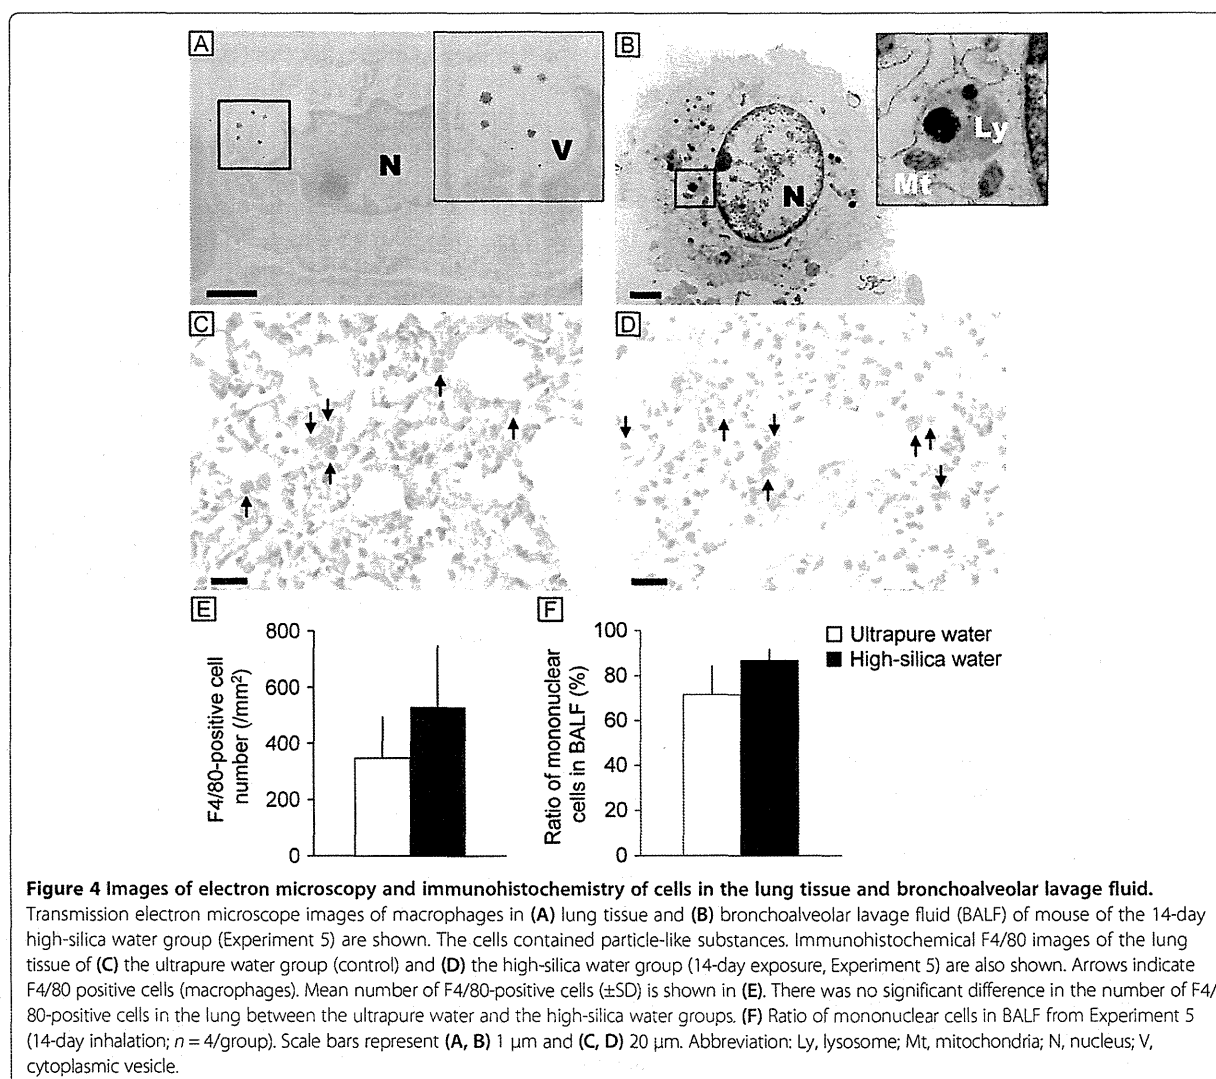 A
N
V
B
N
Ly
Mt
C
D
E
F4/80-positive cell
number (/mm²)
800
600
400
200
0
F
Ratio of mononuclear
cells in BALF (%)
100
80
60
40
20
0
Ultrapure water
High-silica water
Figure 4 Images of electron microscopy and immunohistochemistry of cells in the lung tissue and bronchoalveolar lavage fluid.
Transmission electron microscope images of macrophages in (A) lung tissue and (B) bronchoalveolar lavage fluid (BALF) of mouse of the 14-day
high-silica water group (Experiment 5) are shown. The cells contained particle-like substances. Immunohistochemical F4/80 images of the lung
tissue of (C) the ultrapure water group (control) and (D) the high-silica water group (14-day exposure, Experiment 5) are also shown. Arrows indicate
F4/80 positive cells (macrophages). Mean number of F4/80-positive cells (±SD) is shown in (E). There was no significant difference in the number of F4/
80-positive cells in the lung between the ultrapure water and the high-silica water groups. (F) Ratio of mononuclear cells in BALF from Experiment 5
(14-day inhalation; n = 4/group). Scale bars represent (A, B) 1 μm and (C, D) 20 μm. Abbreviation: Ly, lysosome; Mt, mitochondria; N, nucleus; V,
cytoplasmic vesicle.